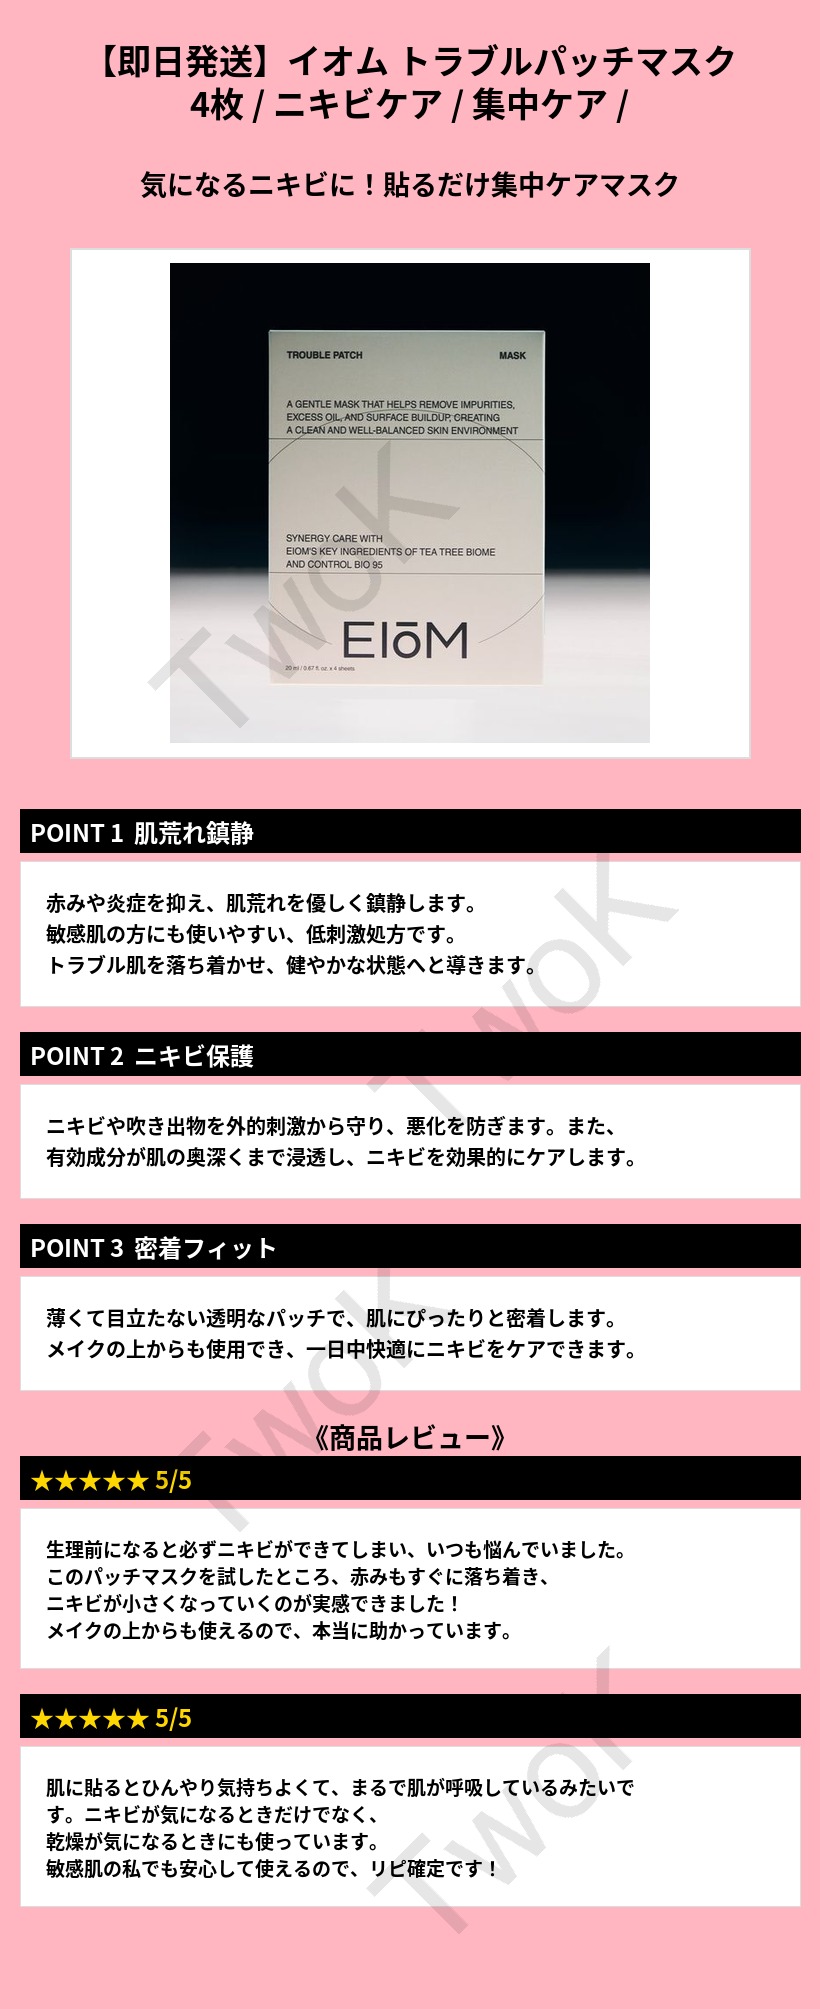 【即日発送】イオム トラブルパッチマスク
4枚 / ニキビケア / 集中ケア /
気になるニキビに！貼るだけ集中ケアマスク
TROUBLE PATCH MASK
A GENTLE MASK THAT HELPS REMOVE IMPURITIES,
EXCESS OIL, AND SURFACE BUILDUP, CREATING
A CLEAN AND WELL-BALANCED SKIN ENVIRONMENT
SYNERGY CARE WITH
EIOM'S KEY INGREDIENTS OF TEA TREE BIOME
AND CONTROL BIO 95
EIōM
20 ml / 0.67 fl. oz. x 4 sheets
TwoK
POINT 1 肌荒れ鎮静
赤みや炎症を抑え、肌荒れを優しく鎮静します。
敏感肌の方にも使いやすい、低刺激処方です。
トラブル肌を落ち着かせ、健やかな状態へと導きます。
TwoK
POINT 2 ニキビ保護
ニキビや吹き出物を外的刺激から守り、悪化を防ぎます。また、
有効成分が肌の奥深くまで浸透し、ニキビを効果的にケアします。
POINT 3 密着フィット
薄くて目立たない透明なパッチで、肌にぴったりと密着します。
メイクの上からも使用でき、一日中快適にニキビをケアできます。
TwoK
《商品レビュー》
★★★★★ 5/5
生理前になると必ずニキビができてしまい、いつも悩んでいました。
このパッチマスクを試したところ、赤みもすぐに落ち着き、
ニキビが小さくなっていくのが実感できました！
メイクの上からも使えるので、本当に助かっています。
★★★★★ 5/5
肌に貼るとひんやり気持ちよくて、まるで肌が呼吸しているみたいで
す。ニキビが気になるときだけでなく、
乾燥が気になるときにも使っています。
敏感肌の私でも安心して使えるので、リピ確定です！
TwoK